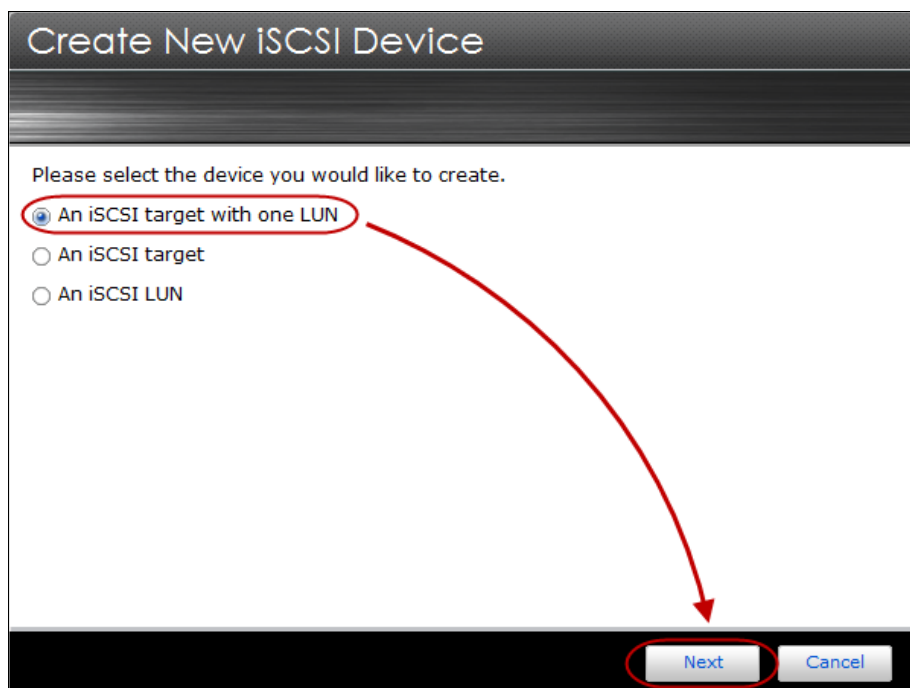 Create New iSCSI Device
Please select the device you would like to create.
An iSCSI target with one LUN
An iSCSI target
An iSCSI LUN
Next
Cancel